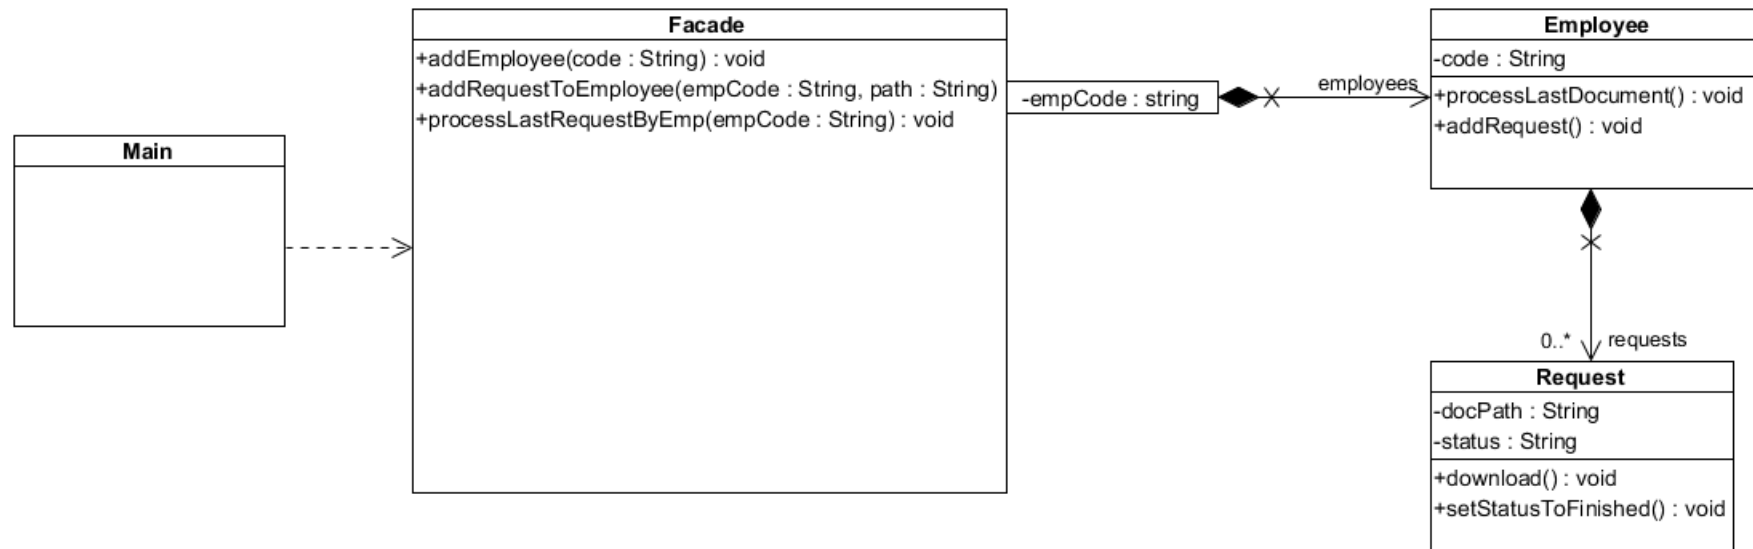 Main
Facade
+addEmployee(code : String) : void
+addRequestToEmployee(empCode : String, path : String)
+processLastRequestByEmp(empCode : String) : void
-empCode : string
employees
Employee
-code : String
+processLastDocument() : void
+addRequest() : void
0..* requests
Request
-docPath : String
-status : String
+download() : void
+setStatusToFinished() : void